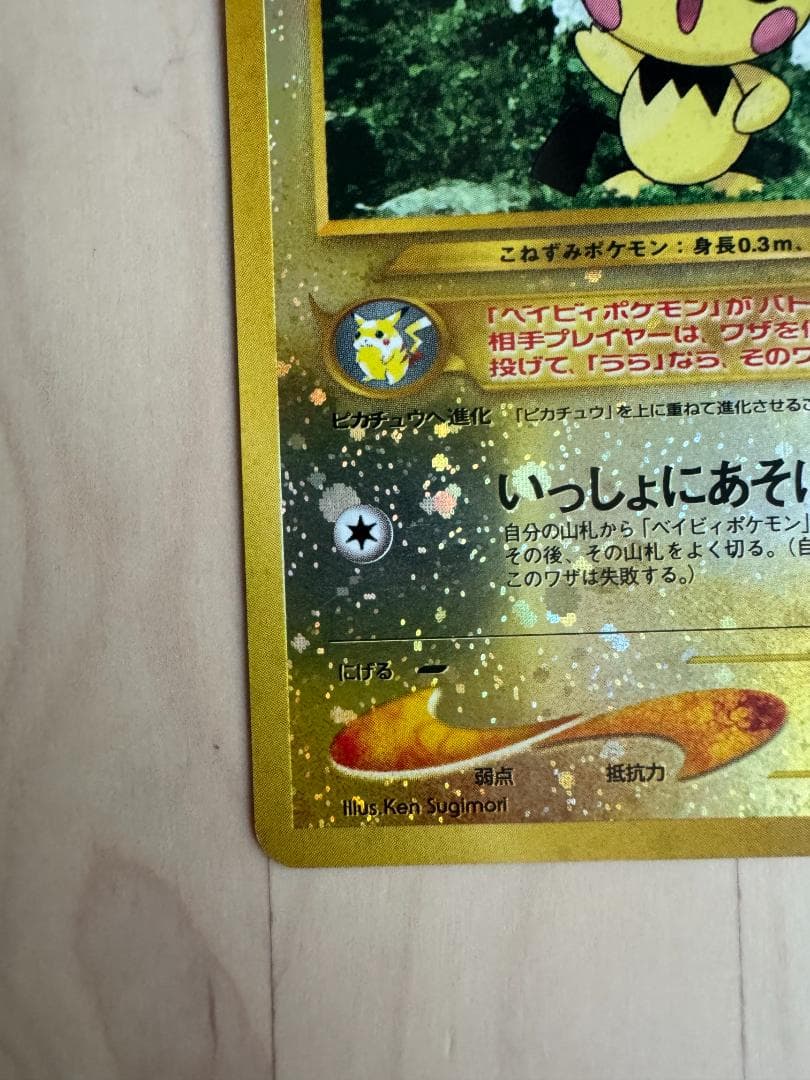 こねずみポケモン：身長0.3m、
「ベイビィポケモン」がバト
相手プレイヤーは、ワザを
投げて、「うら」なら、そのワ
ピカチュウへ進化 「ピカチュウ」を上に重ねて進化させるこ
いっしょにあそ
自分の山札から「ベイビィポケモン」
その後、その山札をよく切る。（自
このワザは失敗する。）
にげる
弱点 抵抗力
Illus.Ken Sugimori